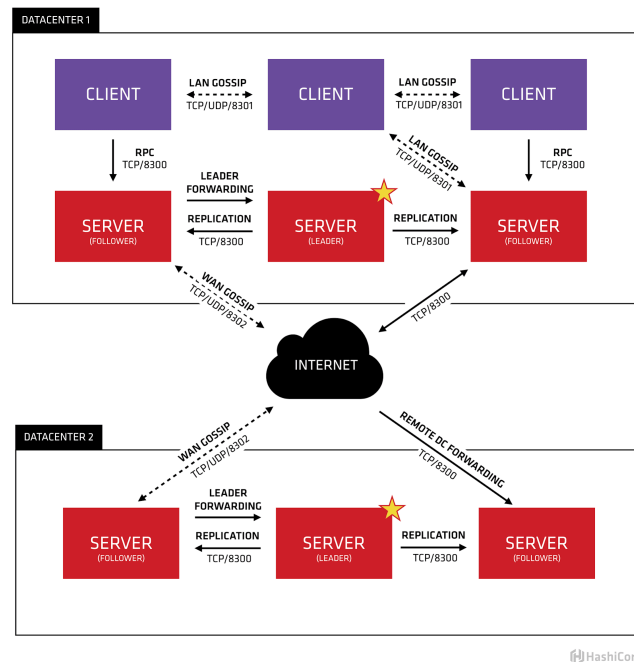 DATACENTER 1
CLIENT
LAN GOSSIP
TCP/UDP/8301
CLIENT
LAN GOSSIP
TCP/UDP/8301
CLIENT
RPC
TCP/8300
LAN GOSSIP
TCP/UDP/8301
RPC
TCP/8300
SERVER
(FOLLOWER)
LEADER
FORWARDING
REPLICATION
TCP/8300
SERVER
(LEADER)
REPLICATION
TCP/8300
SERVER
(FOLLOWER)
WAN GOSSIP
TCP/UDP/8302
TCP/8300
INTERNET
DATACENTER 2
WAN GOSSIP
TCP/UDP/8302
REMOTE DC FORWARDING
TCP/8300
SERVER
(FOLLOWER)
LEADER
FORWARDING
REPLICATION
TCP/8300
SERVER
(LEADER)
REPLICATION
TCP/8300
SERVER
(FOLLOWER)